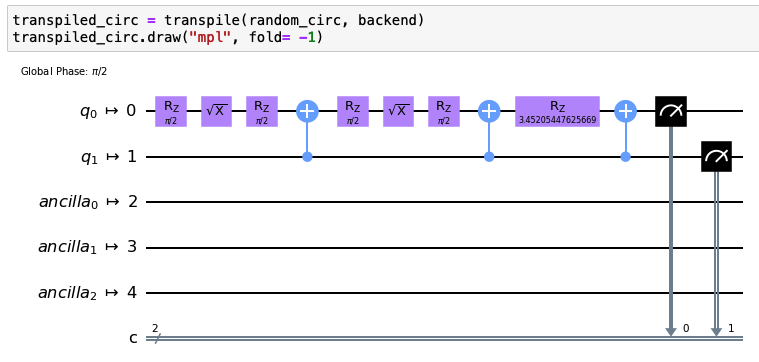 transpiled_circ = transpile(random_circ, backend)
transpiled_circ.draw("mpl", fold= -1)
Global Phase: π/2
q0 ↦ 0 RZ π/2 √X RZ π/2 RZ π/2 √X RZ π/2 RZ 3.45205447625669
q1 ↦ 1
ancilla0 ↦ 2
ancilla1 ↦ 3
ancilla2 ↦ 4
c 2 0 1